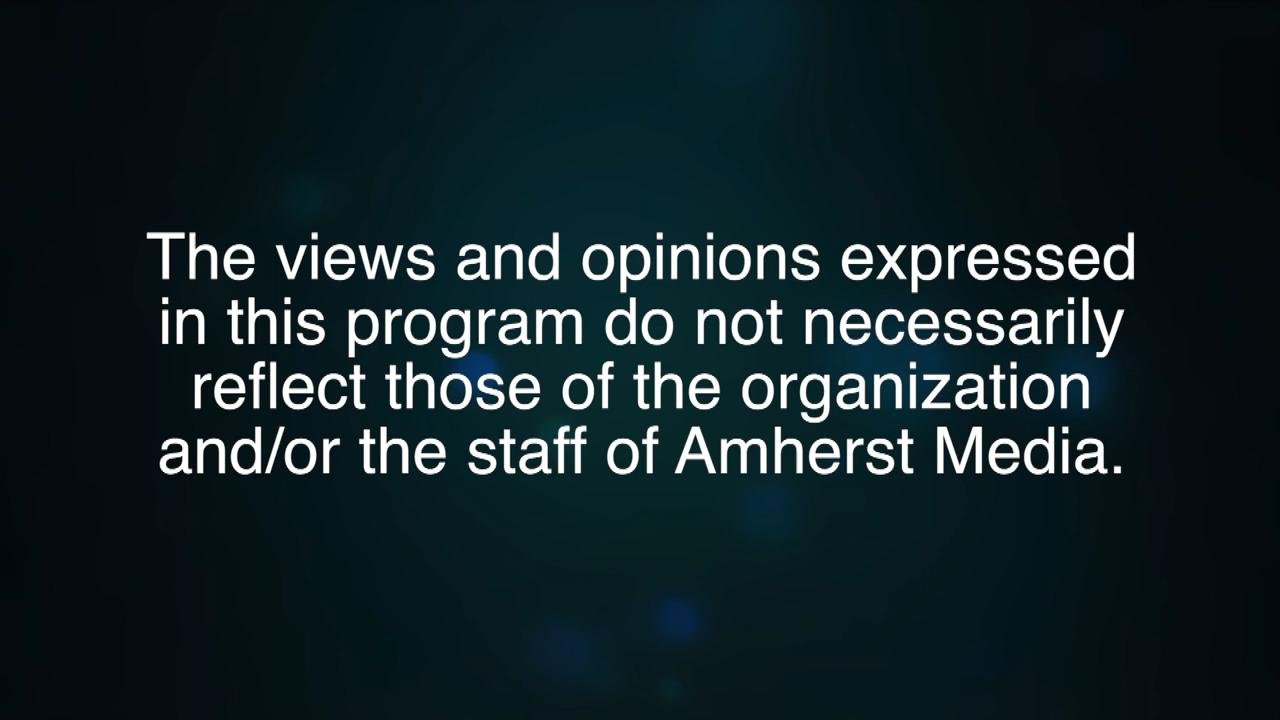 The views and opinions expressed
in this program do not necessarily
reflect those of the organization
and/or the staff of Amherst Media.